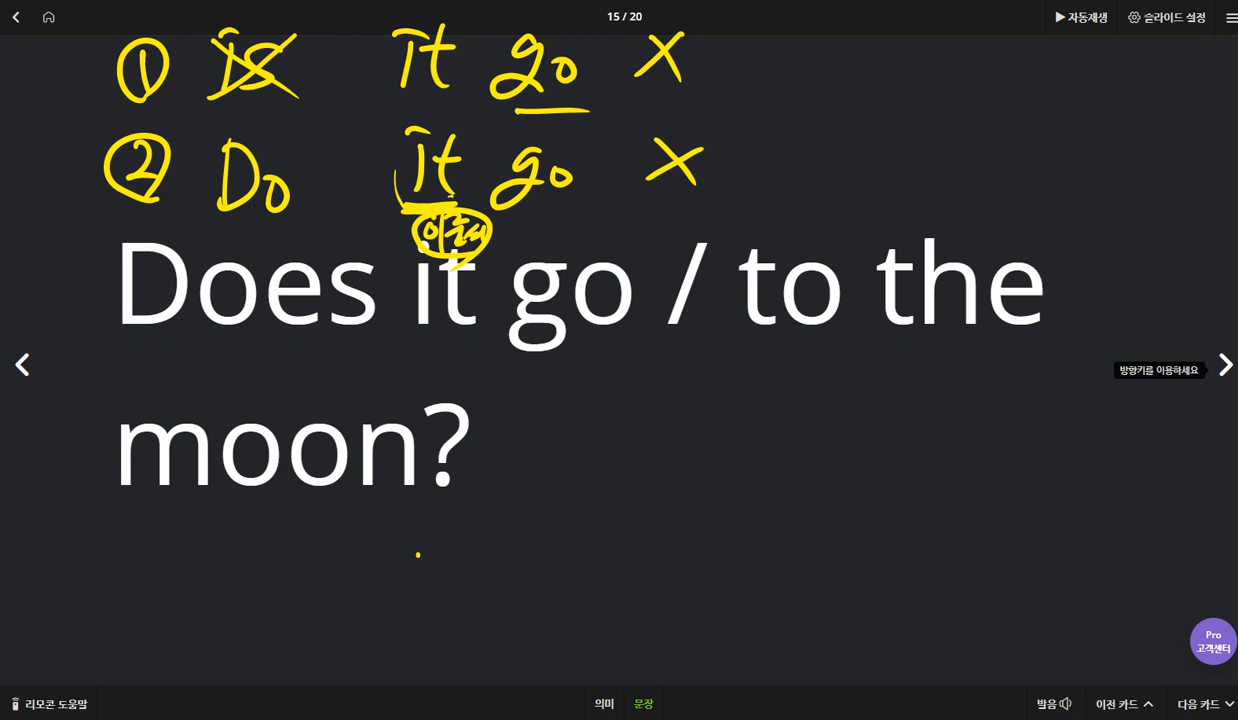 15 / 20
자동재생
슬라이드 설정
① is it go X
② Do it go X
Does it go / to the
moon?
방향키를 이용하세요
Pro
고객센터
리모콘 도움말
의미
문장
발음
이전 카드
다음 카드